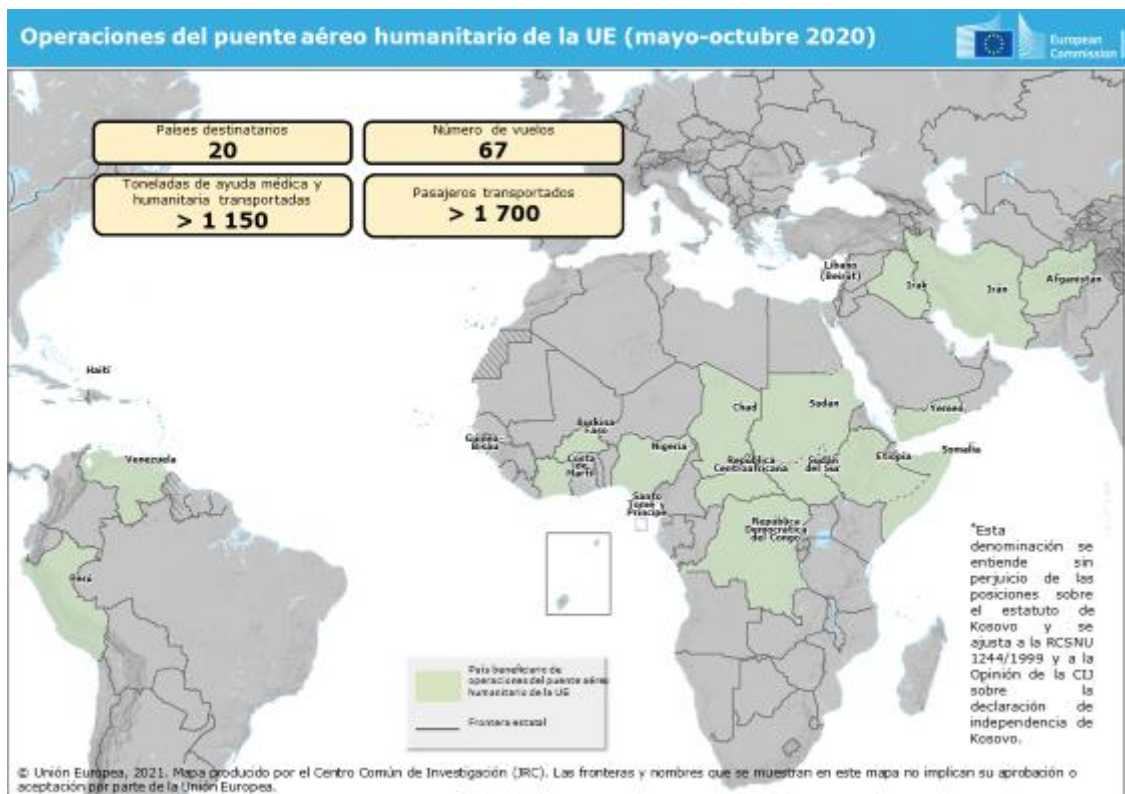 Operaciones del puente aéreo humanitario de la UE (mayo-octubre 2020)
European
Commission
Países destinatarios
20
Número de vuelos
67
Toneladas de ayuda médica y
humanitaria transportadas
> 1 150
Pasajeros transportados
> 1 700
Líbano
(Beirut)
Irak
Irán
Afganistán
Haití
Chad
Sudán
Yemen
Burkina
Faso
Guinea-
Bisáu
Nigeria
Costa
de
Marfil
República
Centroafricana
Sudán
del Sur
Etiopía
Somalia
Venezuela
Santo
Tomé y
Príncipe
República
Democrática
del Congo
Perú
*Esta
denominación se
entiende sin
perjuicio de las
posiciones sobre
el estatuto de
Kosovo y se
ajusta a la RCSNU
1244/1999 y a la
Opinión de la CIJ
sobre la
declaración de
independencia de
Kosovo.
País beneficiario de
operaciones del puente aéreo
humanitario de la UE
Frontera estatal
© Unión Europea, 2021. Mapa producido por el Centro Común de Investigación (JRC). Las fronteras y nombres que se muestran en este mapa no implican su aprobación o
aceptación por parte de la Unión Europea.